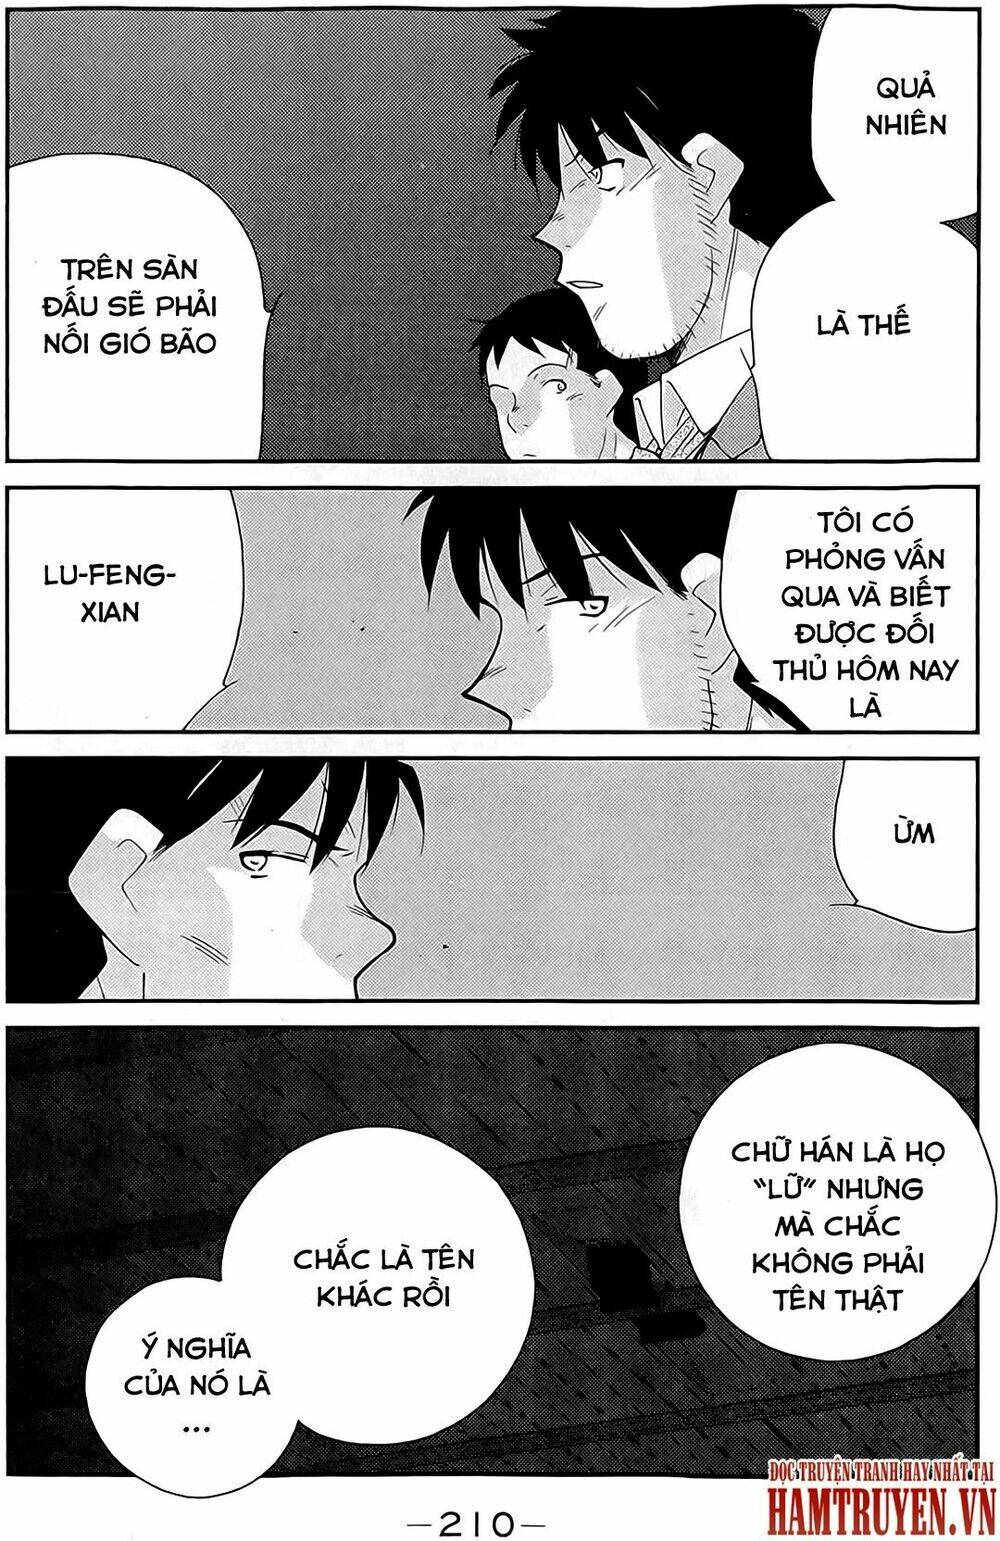 QUẢ
NHIÊN
LÀ THẾ
TRÊN SÀN
ĐẤU SẼ PHẢI
NỐI GIÓ BÃO
TÔI CÓ
PHỎNG VẤN
QUA VÀ BIẾT
ĐƯỢC ĐỐI
THỦ HÔM NAY
LÀ
LU-FENG-
XIAN
ỪM
CHỮ HÁN LÀ HỌ
"LỮ" NHƯNG
MÀ CHẮC
KHÔNG PHẢI
TÊN THẬT
CHẮC LÀ TÊN
KHÁC RỒI
Ý NGHĨA
CỦA NÓ LÀ
...
-210-
ĐỌC TRUYỆN TRANH HAY NHẤT TẠI
HAMTRUYEN.VN